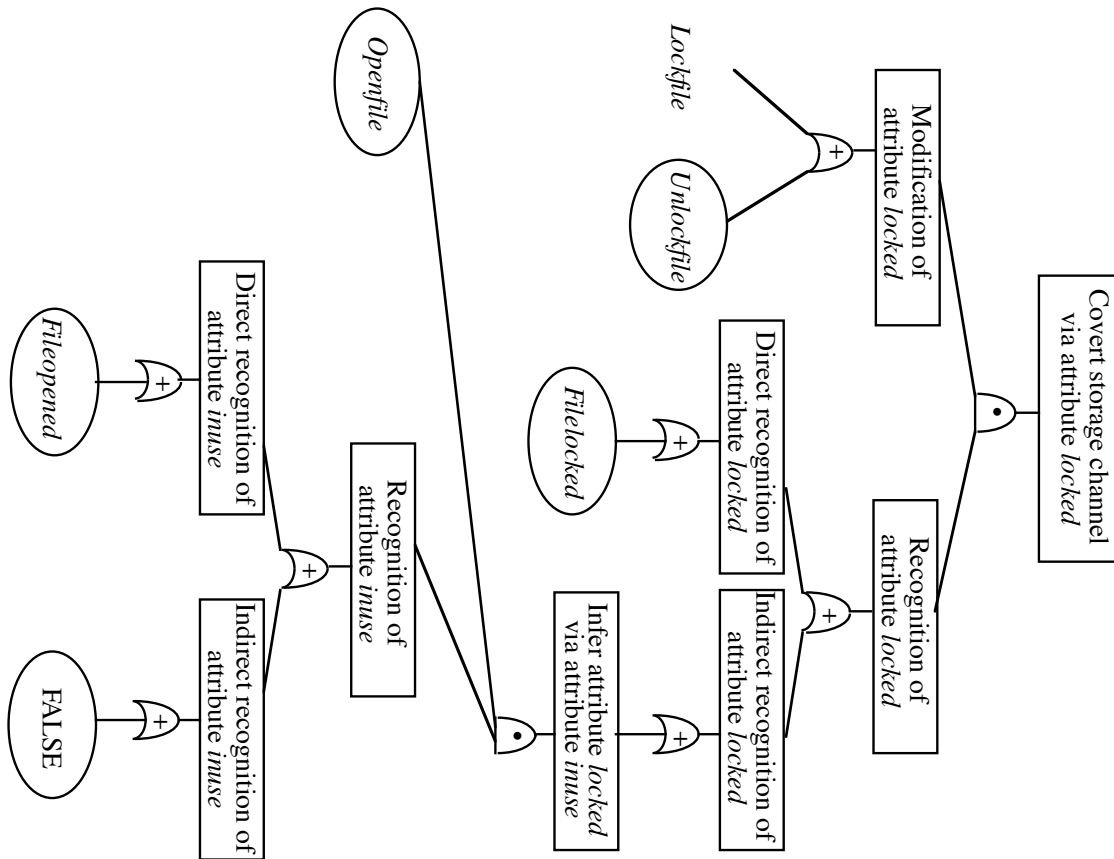 Covert storage channel
via attribute locked
Modification of
attribute locked
Recognition of
attribute locked
+
Lockfile
Unlockfile
+
Direct recognition of
attribute locked
Indirect recognition of
attribute locked
+
+
Filelocked
Infer attribute locked
via attribute inuse
Openfile
Recognition of
attribute inuse
+
Direct recognition of
attribute inuse
Indirect recognition of
attribute inuse
+
+
Fileopened
FALSE